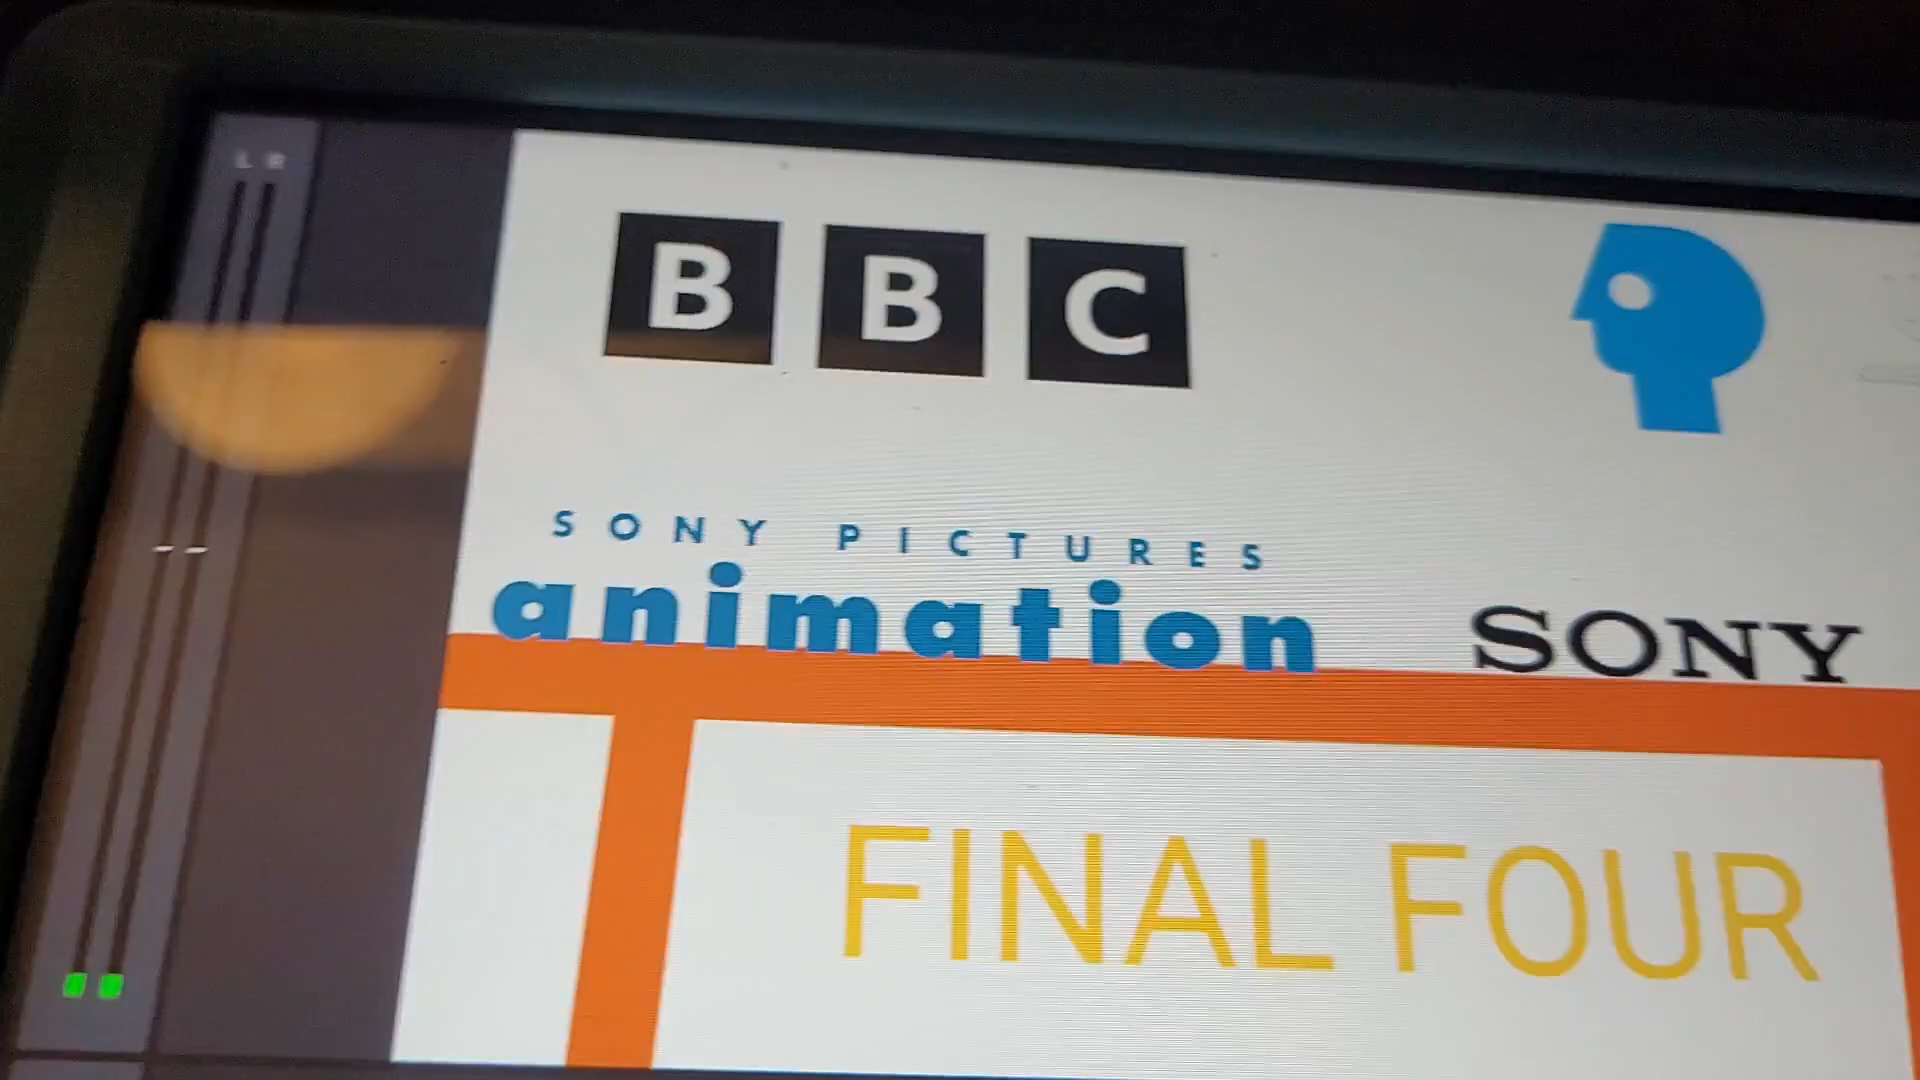 L R
BBC
SONY PICTURES
animation
SONY
FINAL FOUR